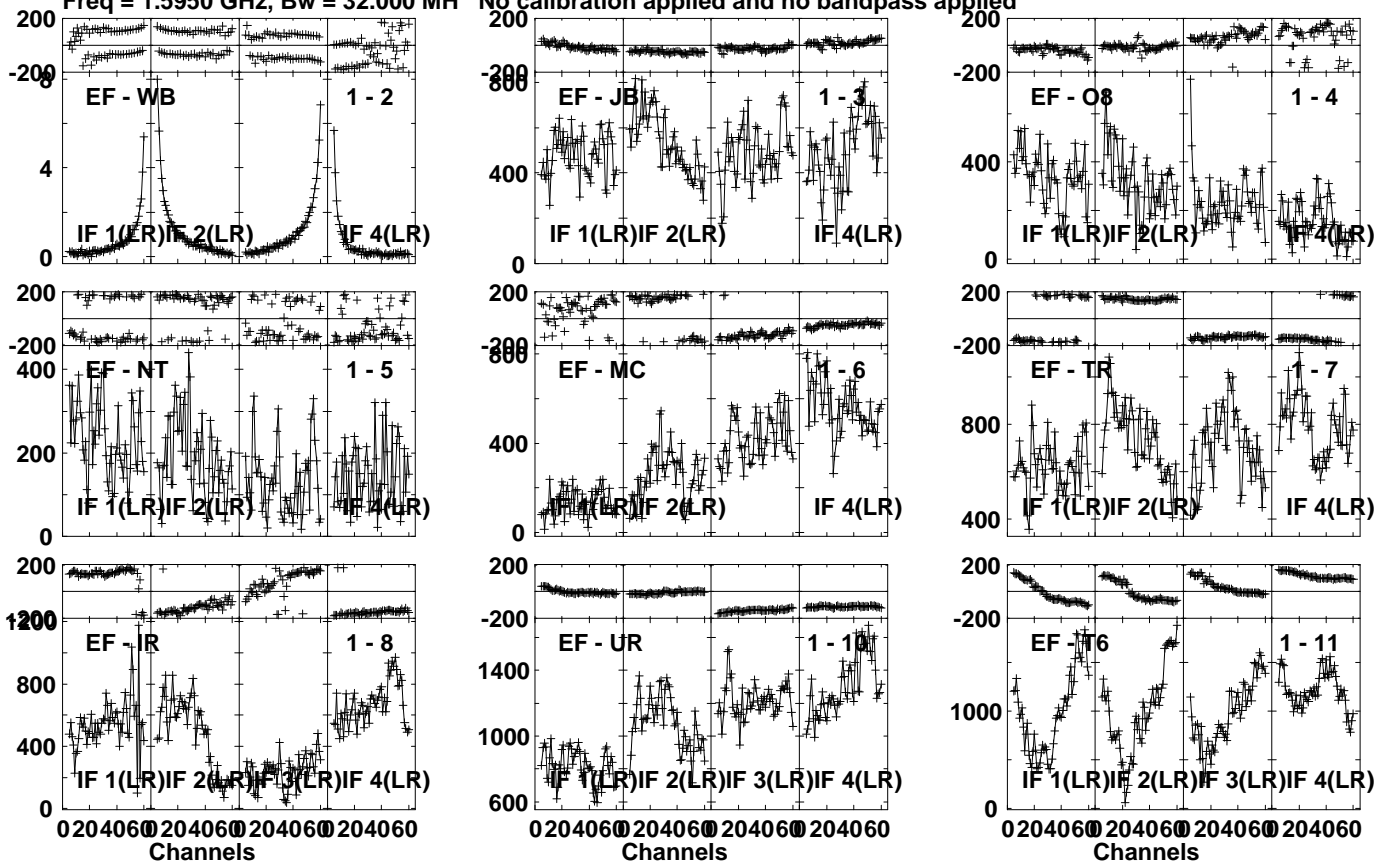 Freq = 1.5950 GHz, Bw = 32.000 MH No calibration applied and no bandpass applied
200
-200
8
4
0
EF - WB
1 - 2
IF 1(LR)
IF 2(LR)
IF 4(LR)
200
-200
800
400
0
EF - JB
1 - 3
IF 1(LR)
IF 2(LR)
IF 4(LR)
200
-200
400
0
EF - O8
1 - 4
IF 1(LR)
IF 2(LR)
IF 4(LR)
200
-200
400
200
0
EF - NT
1 - 5
IF 1(LR)
IF 2(LR)
IF 4(LR)
200
-200
800
400
0
EF - MC
1 - 6
IF 1(LR)
IF 2(LR)
IF 4(LR)
200
-200
800
400
EF - TR
1 - 7
IF 1(LR)
IF 2(LR)
IF 4(LR)
200
-200
1200
800
400
0
EF - IR
1 - 8
IF 1(LR)
IF 2(LR)
IF 3(LR)
IF 4(LR)
0 20 40 60 0 20 40 60 0 20 40 60 0 20 40 60
Channels
200
-200
1400
1000
600
EF - UR
1 - 10
IF 1(LR)
IF 2(LR)
IF 3(LR)
IF 4(LR)
0 20 40 60 0 20 40 60 0 20 40 60 0 20 40 60
Channels
200
-200
1000
0
EF - T6
1 - 11
IF 1(LR)
IF 2(LR)
IF 3(LR)
IF 4(LR)
0 20 40 60 0 20 40 60 0 20 40 60 0 20 40 60
Channels